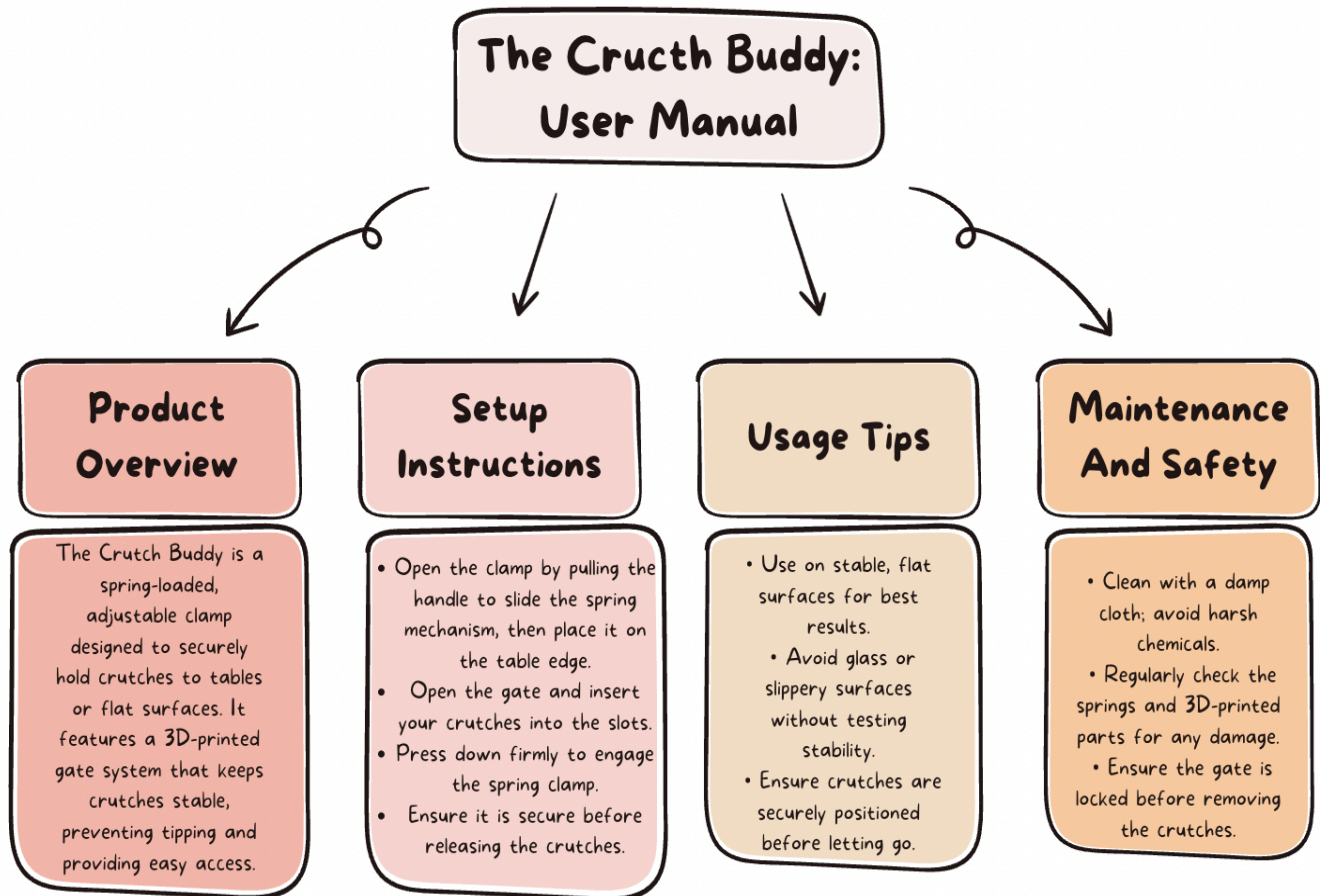 The Cructh Buddy:
User Manual
Product
Overview
The Crutch Buddy is a
spring-loaded,
adjustable clamp
designed to securely
hold crutches to tables
or flat surfaces. It
features a 3D-printed
gate system that keeps
crutches stable,
preventing tipping and
providing easy access.
Setup
Instructions
• Open the clamp by pulling the
handle to slide the spring
mechanism, then place it on
the table edge.
• Open the gate and insert
your crutches into the slots.
• Press down firmly to engage
the spring clamp.
• Ensure it is secure before
releasing the crutches.
Usage Tips
• Use on stable, flat
surfaces for best
results.
• Avoid glass or
slippery surfaces
without testing
stability.
• Ensure crutches are
securely positioned
before letting go.
Maintenance
And Safety
• Clean with a damp
cloth; avoid harsh
chemicals.
• Regularly check the
springs and 3D-printed
parts for any damage.
• Ensure the gate is
locked before removing
the crutches.